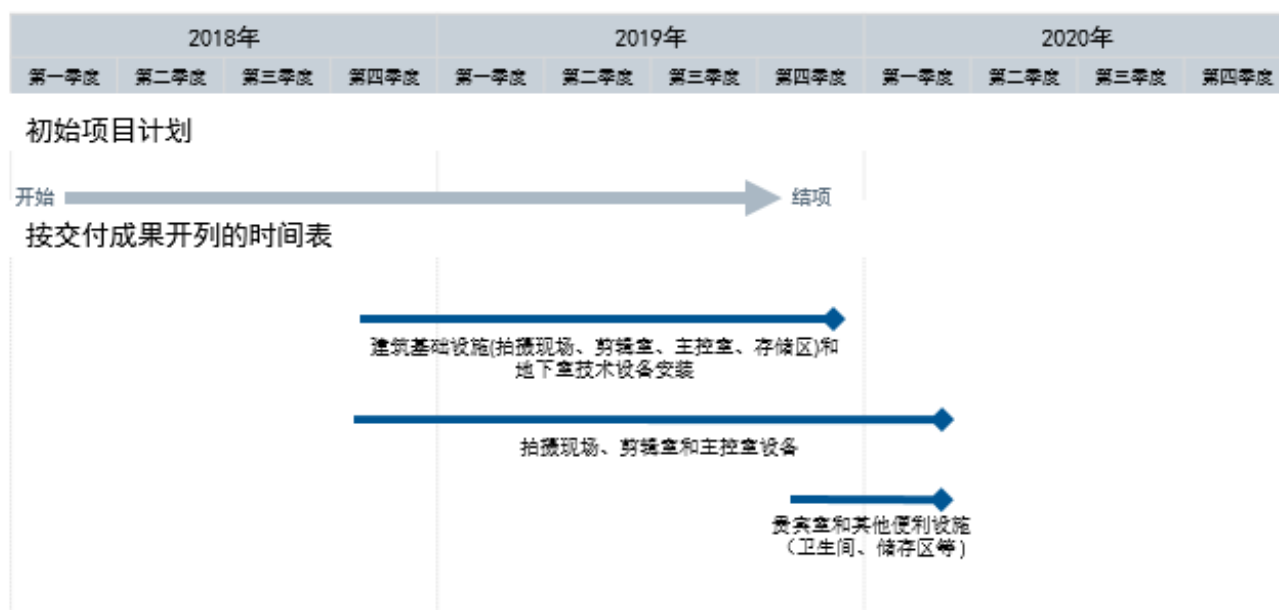 2018年 2019年 2020年
第一季度 第二季度 第三季度 第四季度 第一季度 第二季度 第三季度 第四季度 第一季度 第二季度 第三季度 第四季度
初始项目计划
开始 结项
按交付成果开列的时间表
建筑基础设施(拍摄现场、剪辑室、主控室、存储区)和
地下室技术设备安装
拍摄现场、剪辑室和主控室设备
贵宾室和其他便利设施
（卫生间、储存区等）